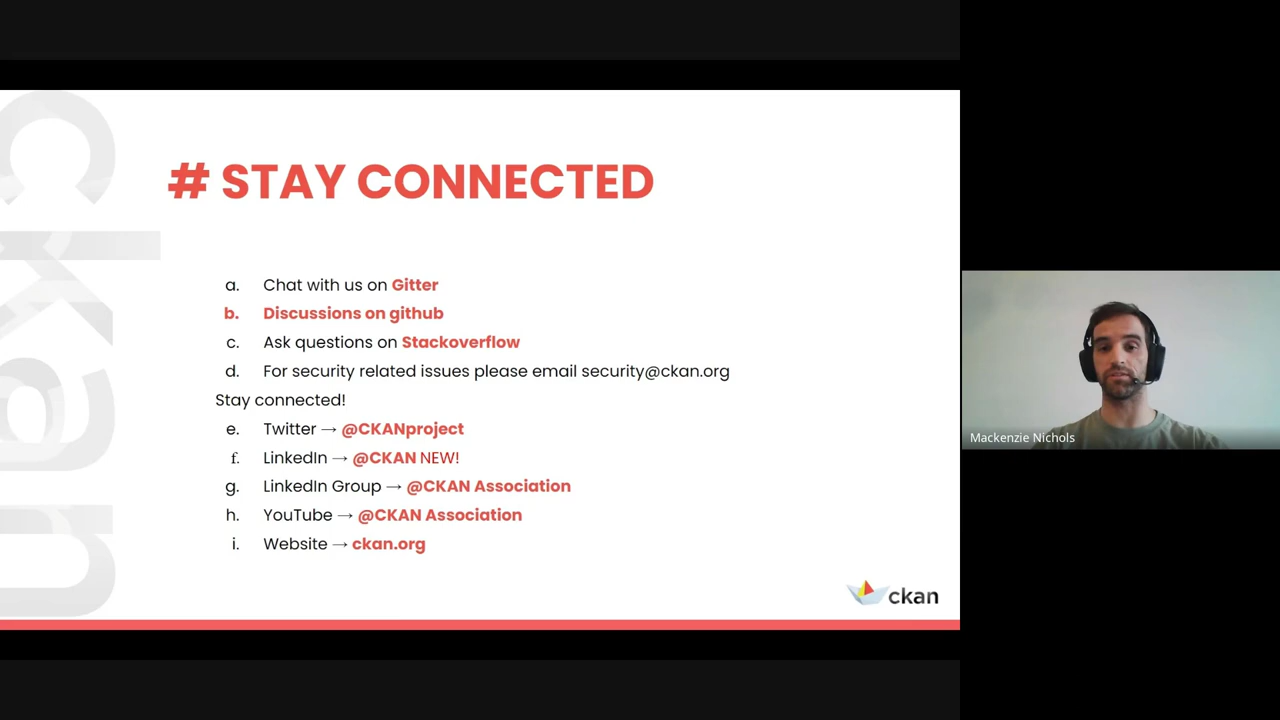 ckan
# STAY CONNECTED
a. Chat with us on Gitter
b. Discussions on github
c. Ask questions on Stackoverflow
d. For security related issues please email security@ckan.org
Stay connected!
e. Twitter → @CKANproject
f. LinkedIn → @CKAN NEW!
g. LinkedIn Group → @CKAN Association
h. YouTube → @CKAN Association
i. Website → ckan.org
ckan
Mackenzie Nichols